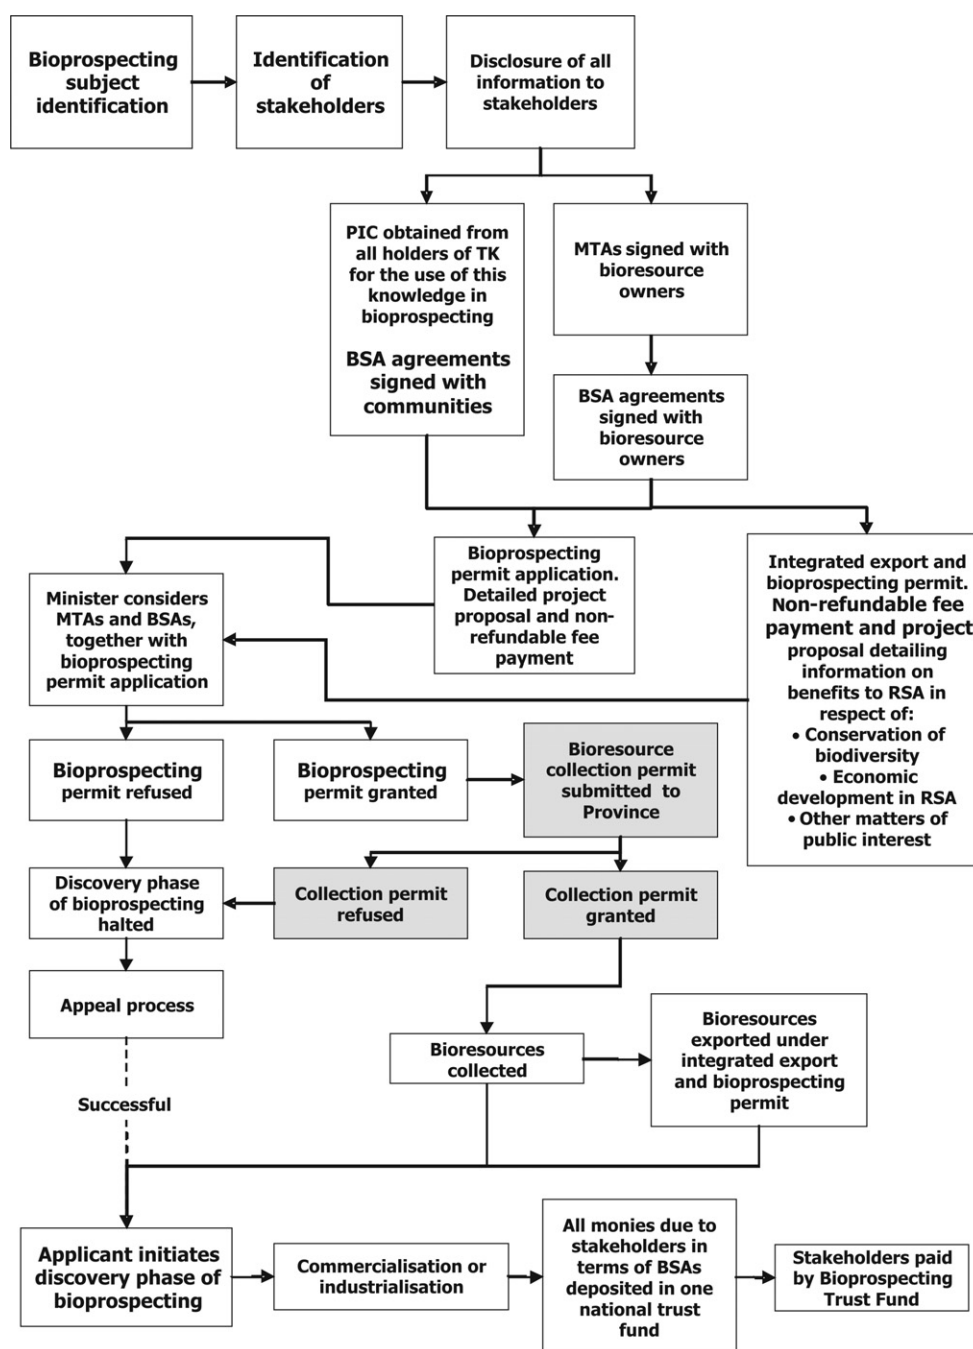 Bioprospecting
subject
identification
Identification
of
stakeholders
Disclosure of all
information to
stakeholders
PIC obtained from
all holders of TK
for the use of this
knowledge in
bioprospecting
BSA agreements
signed with
communities
MTAs signed with
bioresource
owners
BSA agreements
signed with
bioresource
owners
Bioprospecting
permit application.
Detailed project
proposal and non-
refundable fee
payment
Integrated export and
bioprospecting permit.
Non-refundable fee
payment and project
proposal detailing
information on
benefits to RSA in
respect of:
• Conservation of
biodiversity
• Economic
development in RSA
• Other matters of
public interest
Minister considers
MTAs and BSAs,
together with
bioprospecting
permit application
Bioprospecting
permit refused
Bioprospecting
permit granted
Bioresource
collection permit
submitted to
Province
Discovery phase
of bioprospecting
halted
Collection permit
refused
Collection permit
granted
Appeal process
Successful
Bioresources
collected
Bioresources
exported under
integrated export
and bioprospecting
permit
Applicant initiates
discovery phase of
bioprospecting
Commercialisation or
industrialisation
All monies due to
stakeholders in
terms of BSAs
deposited in one
national trust
fund
Stakeholders paid
by Bioprospecting
Trust Fund